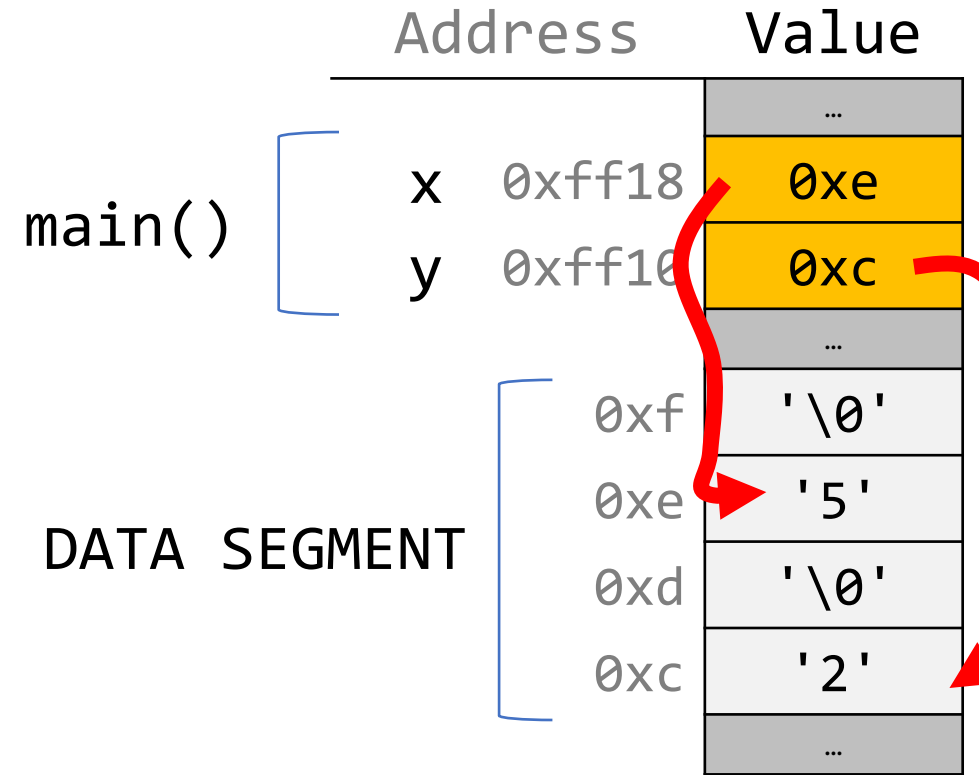 Address Value
…
x 0xff18 0xe
main()
y 0xff10 0xc
…
0xf '\0'
0xe '5'
DATA SEGMENT
0xd '\0'
0xc '2'
…